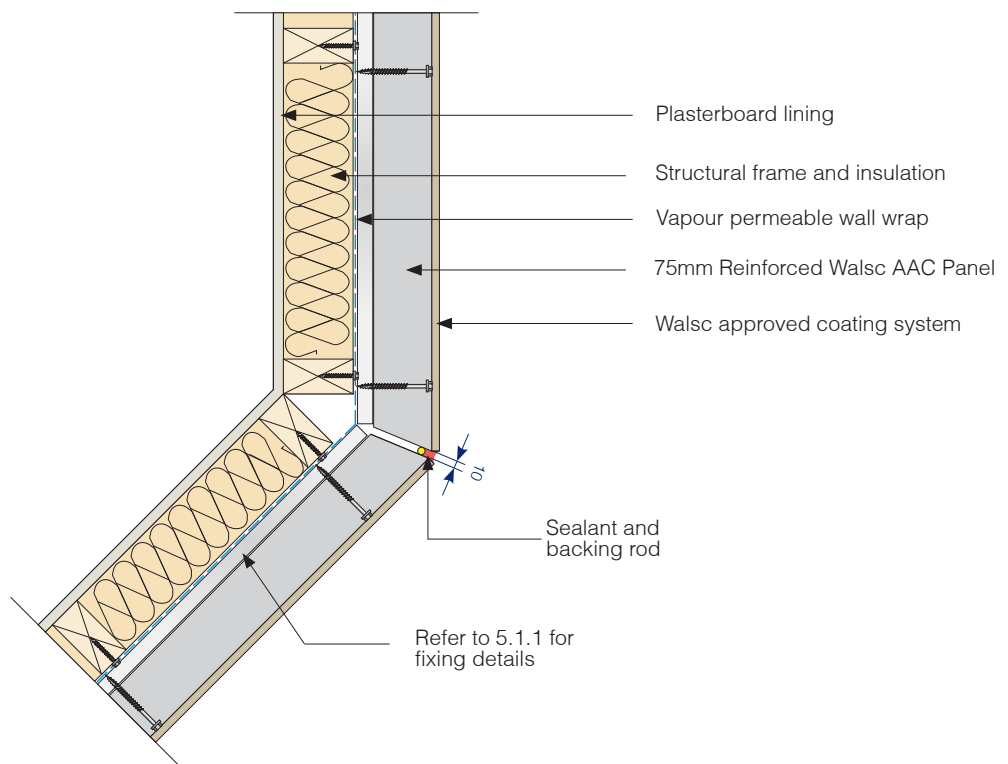 Plasterboard lining
Structural frame and insulation
Vapour permeable wall wrap
75mm Reinforced Walsc AAC Panel
Walsc approved coating system
10
Sealant and
backing rod
Refer to 5.1.1 for
fixing details